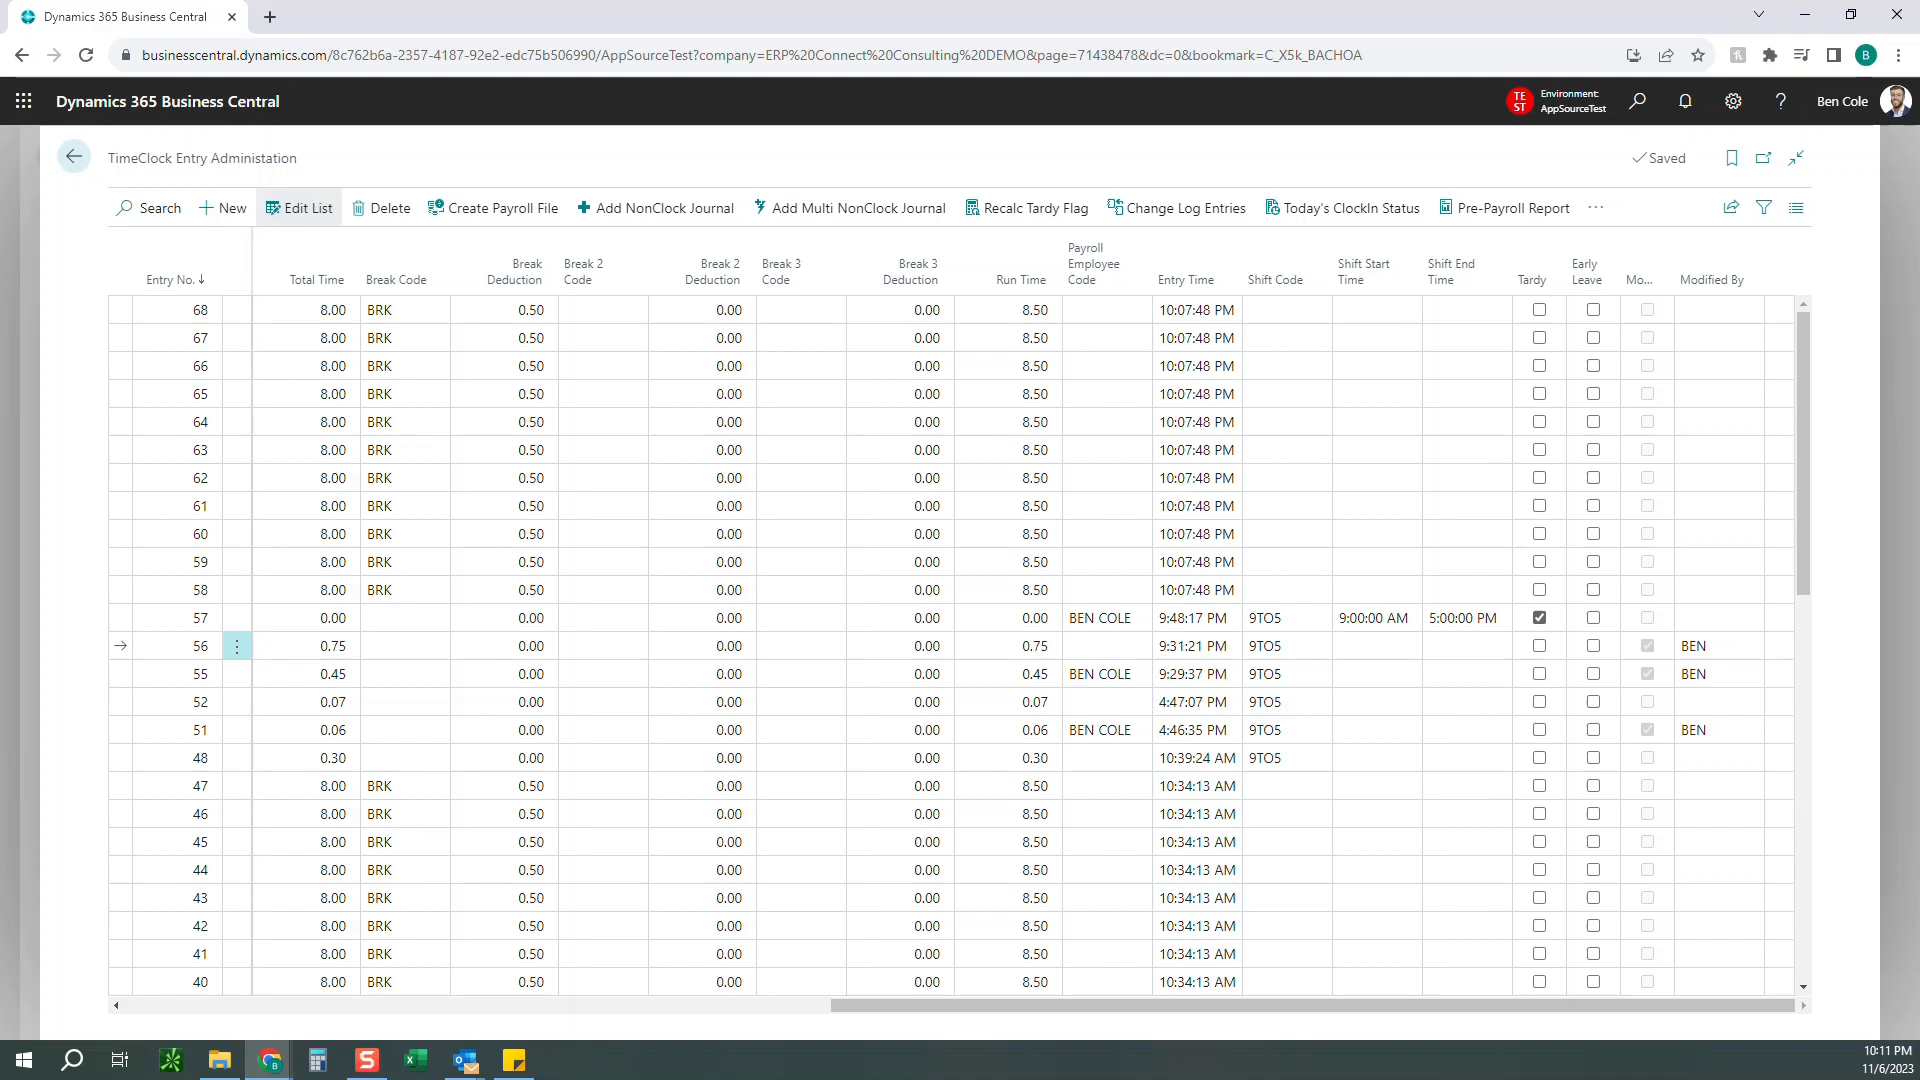 Dynamics 365 Business Central
businesscentral.dynamics.com/8c762b6a-2357-4187-92e2-edc75b506990/AppSourceTest?company=ERP%20Connect%20Consulting%20DEMO&page=71438478&dc=0&bookmark=C_X5k_BACHOA
B
Dynamics 365 Business Central
TE ST
Environment:
AppSourceTest
Ben Cole
TimeClock Entry Administation
Saved
Search New Edit List Delete Create Payroll File Add NonClock Journal Add Multi NonClock Journal Recalc Tardy Flag Change Log Entries Today's ClockIn Status Pre-Payroll Report
Entry No. Total Time Break Code Break Deduction Break 2 Code Break 2 Deduction Break 3 Code Break 3 Deduction Run Time Payroll Employee Code Entry Time Shift Code Shift Start Time Shift End Time Tardy Early Leave Mo... Modified By
68 8.00 BRK 0.50 0.00 0.00 8.50 10:07:48 PM
67 8.00 BRK 0.50 0.00 0.00 8.50 10:07:48 PM
66 8.00 BRK 0.50 0.00 0.00 8.50 10:07:48 PM
65 8.00 BRK 0.50 0.00 0.00 8.50 10:07:48 PM
64 8.00 BRK 0.50 0.00 0.00 8.50 10:07:48 PM
63 8.00 BRK 0.50 0.00 0.00 8.50 10:07:48 PM
62 8.00 BRK 0.50 0.00 0.00 8.50 10:07:48 PM
61 8.00 BRK 0.50 0.00 0.00 8.50 10:07:48 PM
60 8.00 BRK 0.50 0.00 0.00 8.50 10:07:48 PM
59 8.00 BRK 0.50 0.00 0.00 8.50 10:07:48 PM
58 8.00 BRK 0.50 0.00 0.00 8.50 10:07:48 PM
57 0.00 0.00 0.00 0.00 0.00 BEN COLE 9:48:17 PM 9TO5 9:00:00 AM 5:00:00 PM
56 0.75 0.00 0.00 0.00 0.75 9:31:21 PM 9TO5 BEN
55 0.45 0.00 0.00 0.00 0.45 BEN COLE 9:29:37 PM 9TO5 BEN
52 0.07 0.00 0.00 0.00 0.07 4:47:07 PM 9TO5
51 0.06 0.00 0.00 0.00 0.06 BEN COLE 4:46:35 PM 9TO5 BEN
48 0.30 0.00 0.00 0.00 0.30 10:39:24 AM 9TO5
47 8.00 BRK 0.50 0.00 0.00 8.50 10:34:13 AM
46 8.00 BRK 0.50 0.00 0.00 8.50 10:34:13 AM
45 8.00 BRK 0.50 0.00 0.00 8.50 10:34:13 AM
44 8.00 BRK 0.50 0.00 0.00 8.50 10:34:13 AM
43 8.00 BRK 0.50 0.00 0.00 8.50 10:34:13 AM
42 8.00 BRK 0.50 0.00 0.00 8.50 10:34:13 AM
41 8.00 BRK 0.50 0.00 0.00 8.50 10:34:13 AM
40 8.00 BRK 0.50 0.00 0.00 8.50 10:34:13 AM
10:11 PM
11/6/2023